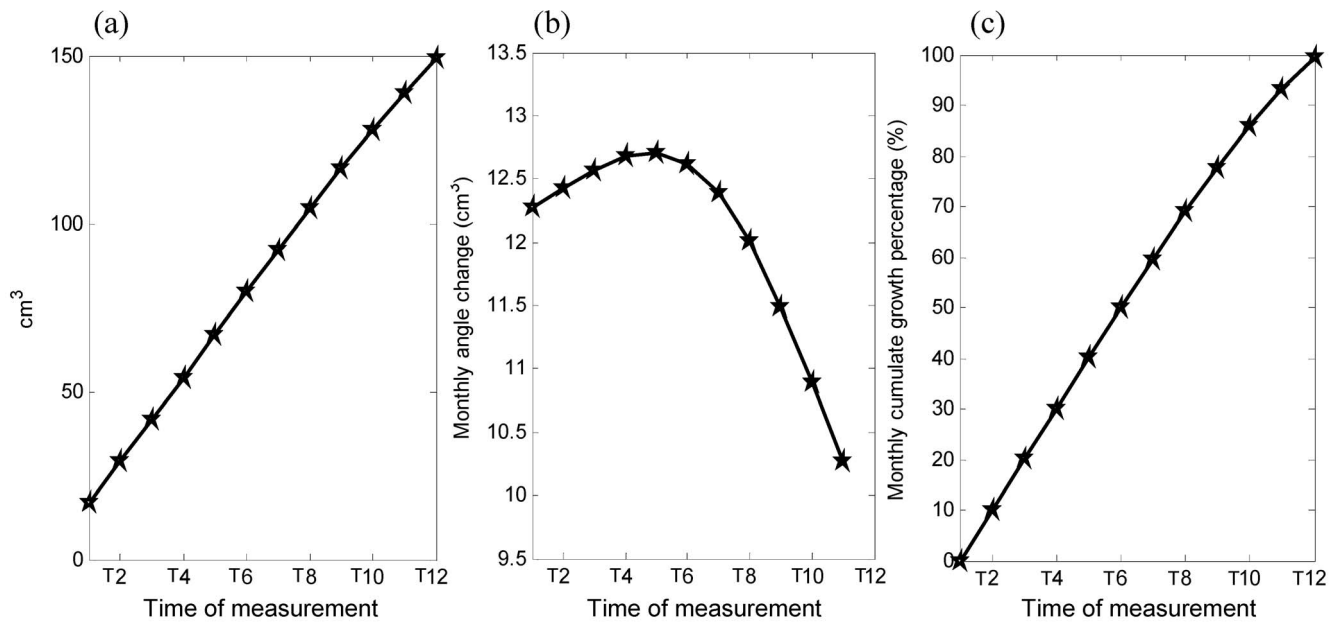 (a)
150
100
50
0
cm³
T2 T4 T6 T8 T10 T12
Time of measurement
(b)
13.5
13
12.5
12
11.5
11
10.5
10
9.5
Monthly angle change (cm³)
T2 T4 T6 T8 T10 T12
Time of measurement
(c)
100
90
80
70
60
50
40
30
20
10
0
Monthly cumulate growth percentage (%)
T2 T4 T6 T8 T10 T12
Time of measurement